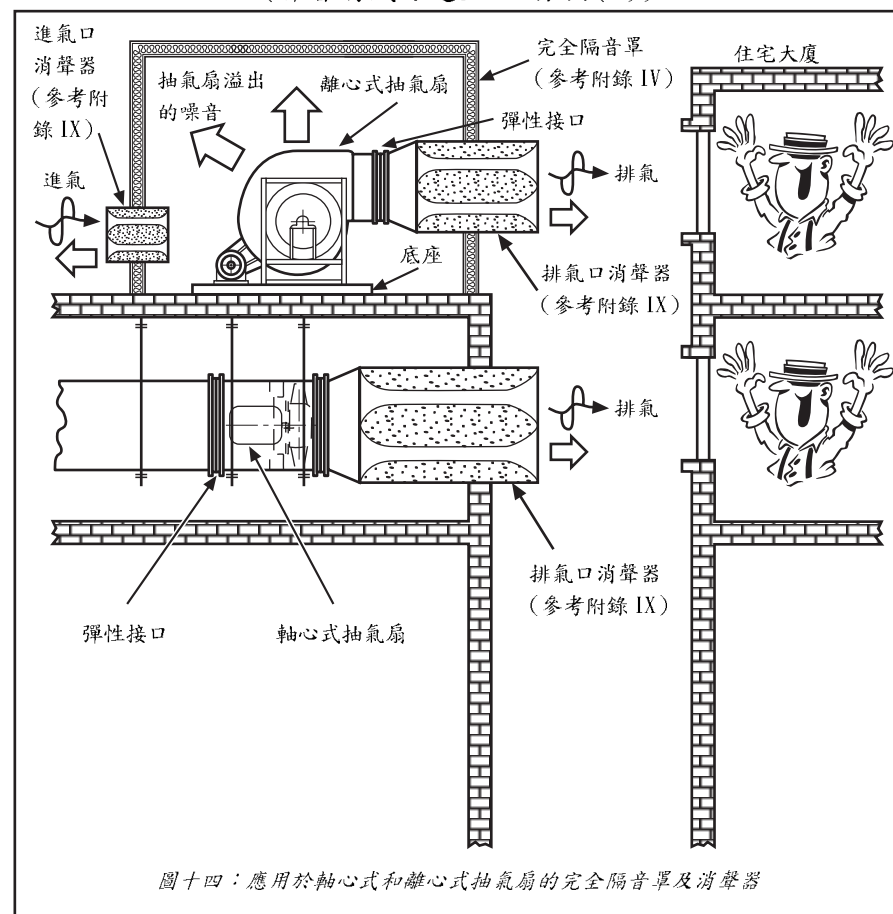 進氣口
消聲器
(參考附
錄 IX)
抽氣扇溢出
的噪音
離心式抽氣扇
完全隔音罩
(參考附錄 IV)
彈性接口
住宅大廈
進氣
排氣
底座
排氣口消聲器
(參考附錄 IX)
排氣
排氣口消聲器
(參考附錄 IX)
彈性接口
軸心式抽氣扇
圖十四：應用於軸心式和離心式抽氣扇的完全隔音罩及消聲器